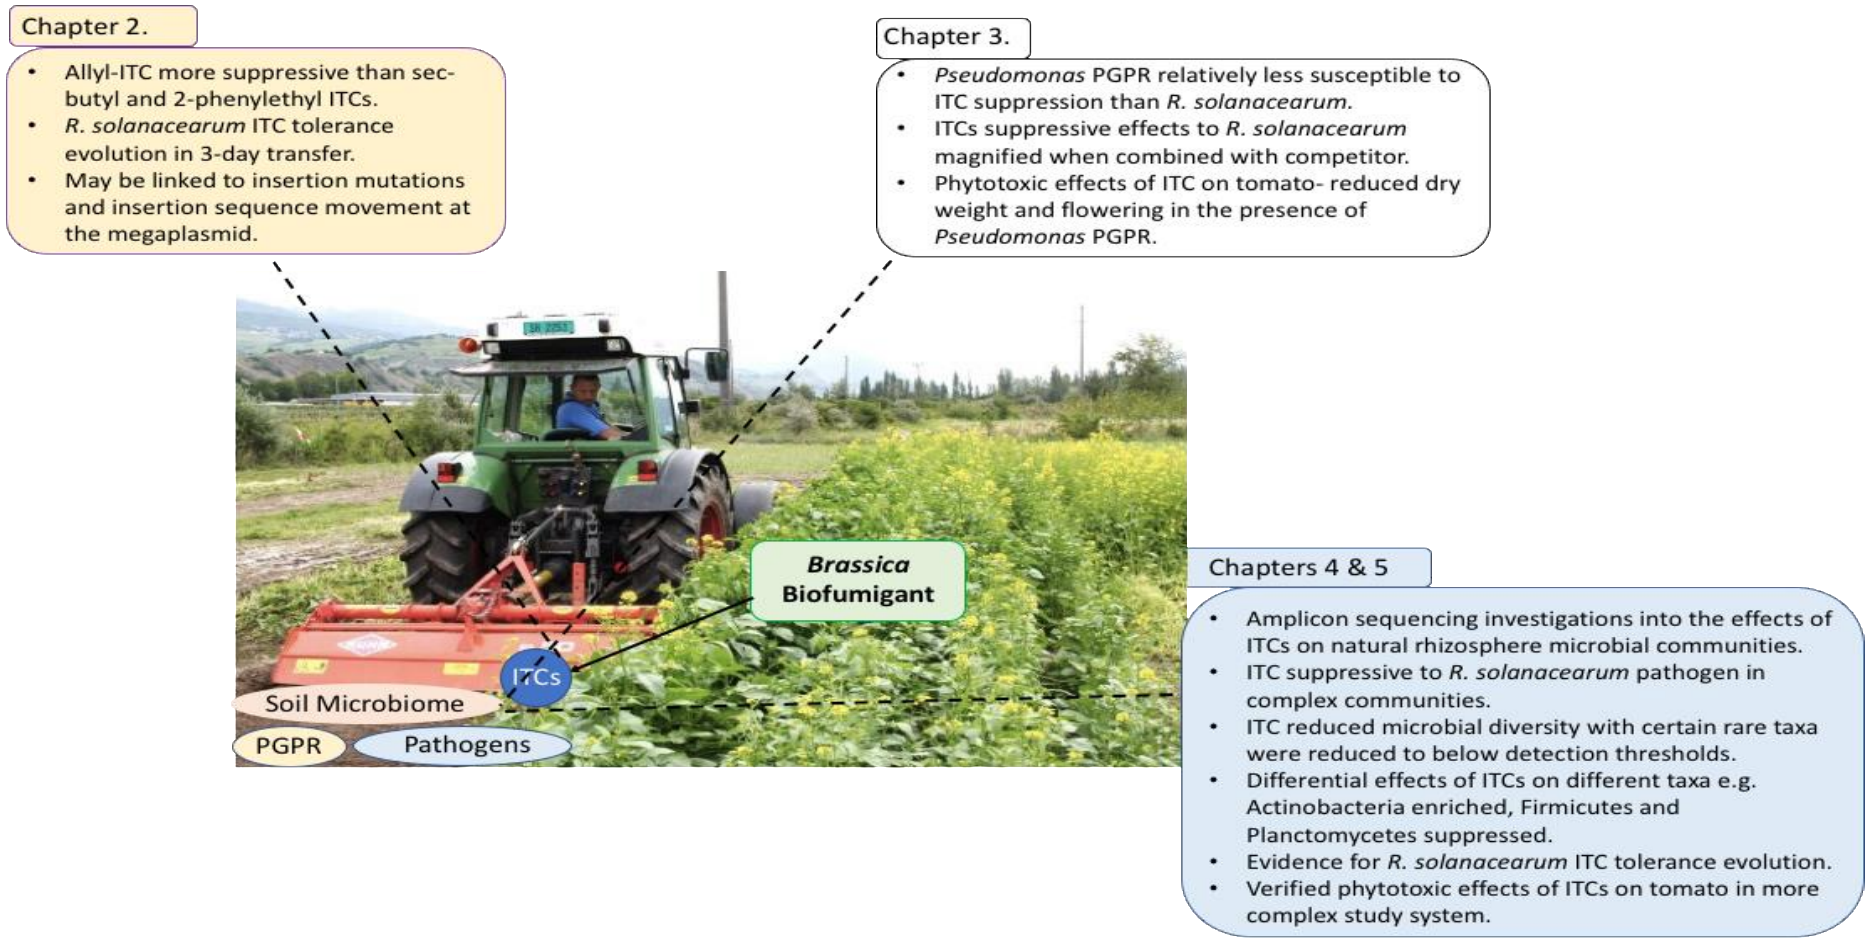 Chapter 2.
• Allyl-ITC more suppressive than sec-
butyl and 2-phenylethyl ITCs.
• R. solanacearum ITC tolerance
evolution in 3-day transfer.
• May be linked to insertion mutations
and insertion sequence movement at
the megaplasmid.
Chapter 3.
• Pseudomonas PGPR relatively less susceptible to
ITC suppression than R. solanacearum.
• ITCs suppressive effects to R. solanacearum
magnified when combined with competitor.
• Phytotoxic effects of ITC on tomato- reduced dry
weight and flowering in the presence of
Pseudomonas PGPR.
Brassica
Biofumigant
ITCs
Soil Microbiome
PGPR
Pathogens
Chapters 4 & 5
• Amplicon sequencing investigations into the effects of
ITCs on natural rhizosphere microbial communities.
• ITC suppressive to R. solanacearum pathogen in
complex communities.
• ITC reduced microbial diversity with certain rare taxa
were reduced to below detection thresholds.
• Differential effects of ITCs on different taxa e.g.
Actinobacteria enriched, Firmicutes and
Planctomycetes suppressed.
• Evidence for R. solanacearum ITC tolerance evolution.
• Verified phytotoxic effects of ITCs on tomato in more
complex study system.